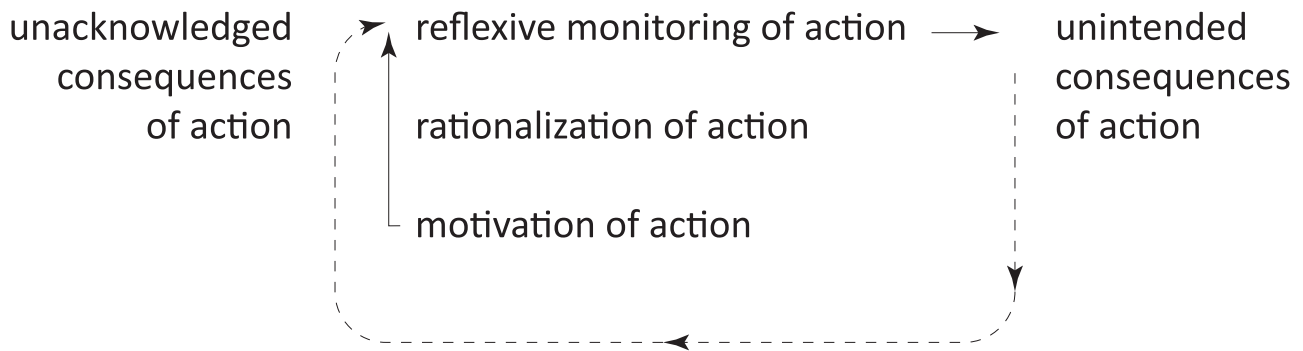 unacknowledged
consequences
of action
reflexive monitoring of action
rationalization of action
motivation of action
unintended
consequences
of action